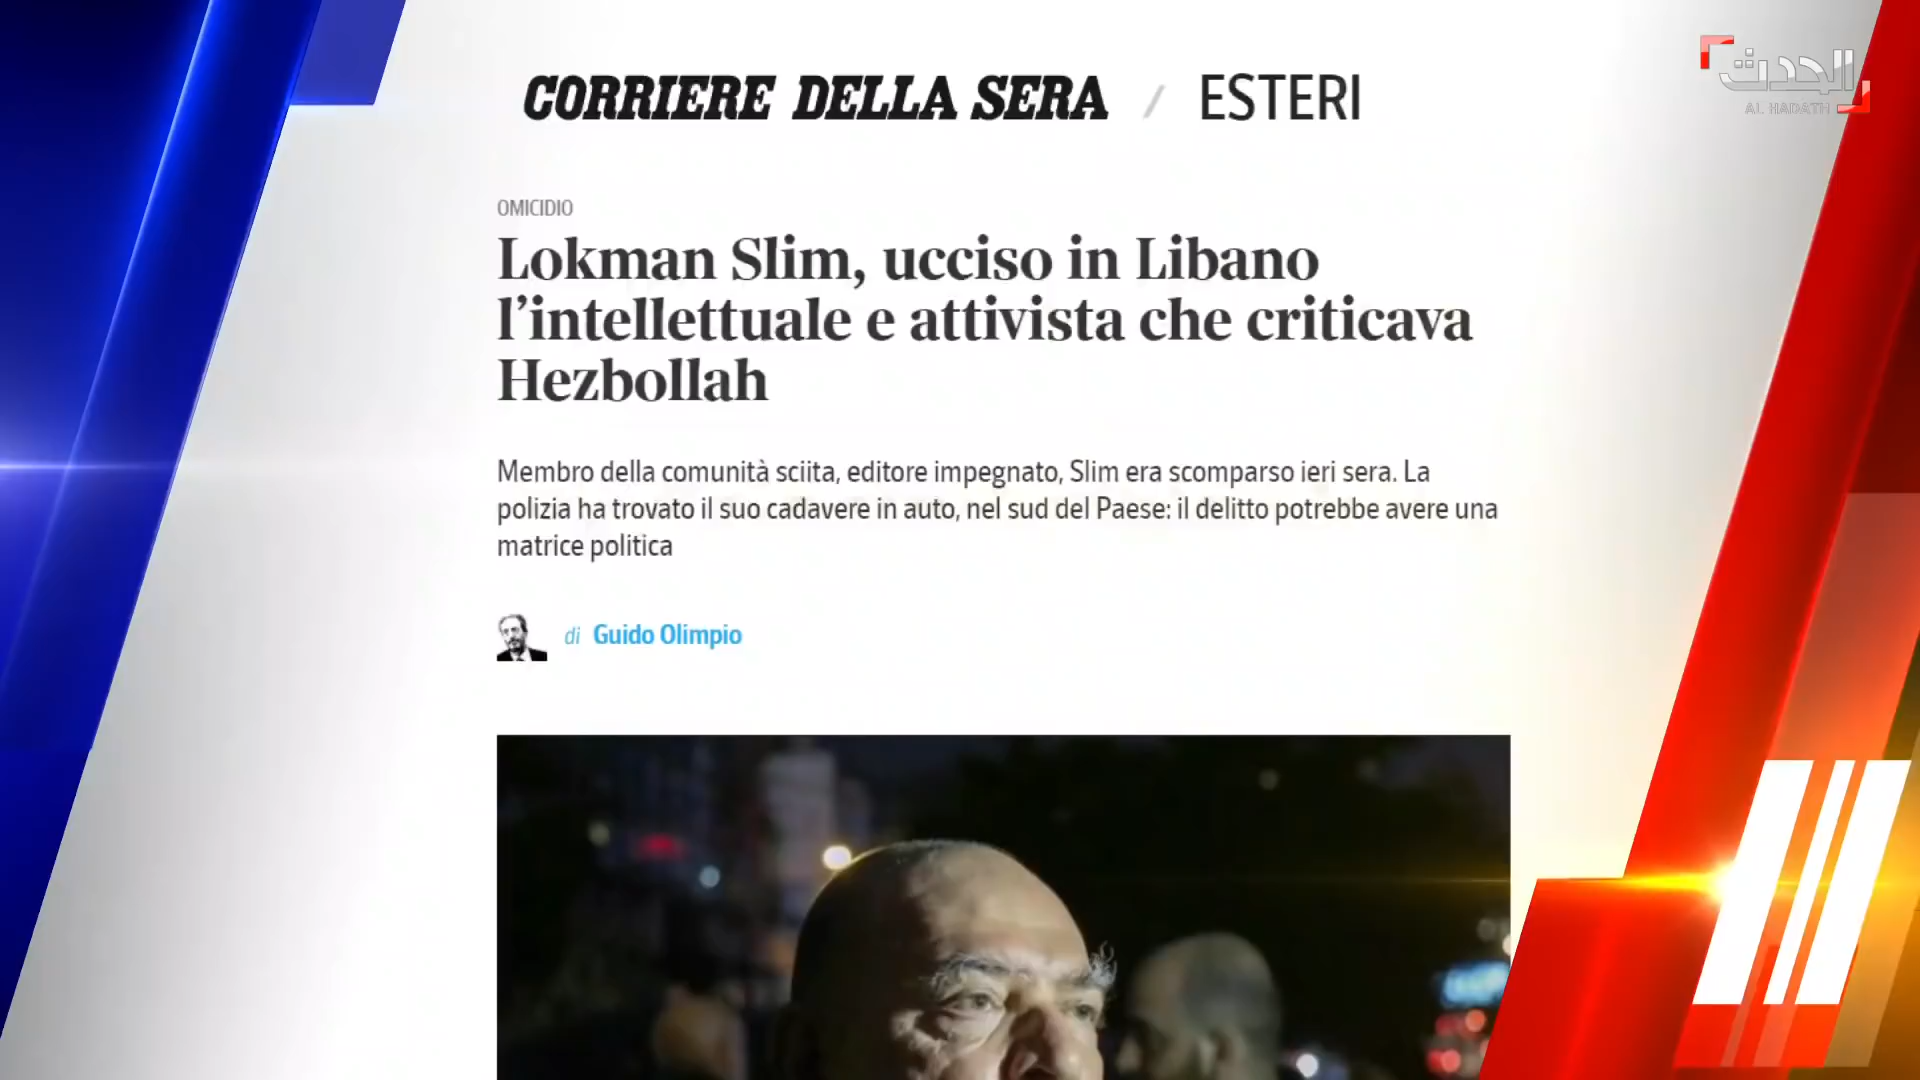 CORRIERE DELLA SERA / ESTERI
الحدث
AL HADATH
OMICIDIO
Lokman Slim, ucciso in Libano
l’intellettuale e attivista che criticava
Hezbollah
Membro della comunità sciita, editore impegnato, Slim era scomparso ieri sera. La
polizia ha trovato il suo cadavere in auto, nel sud del Paese: il delitto potrebbe avere una
matrice politica
di Guido Olimpio